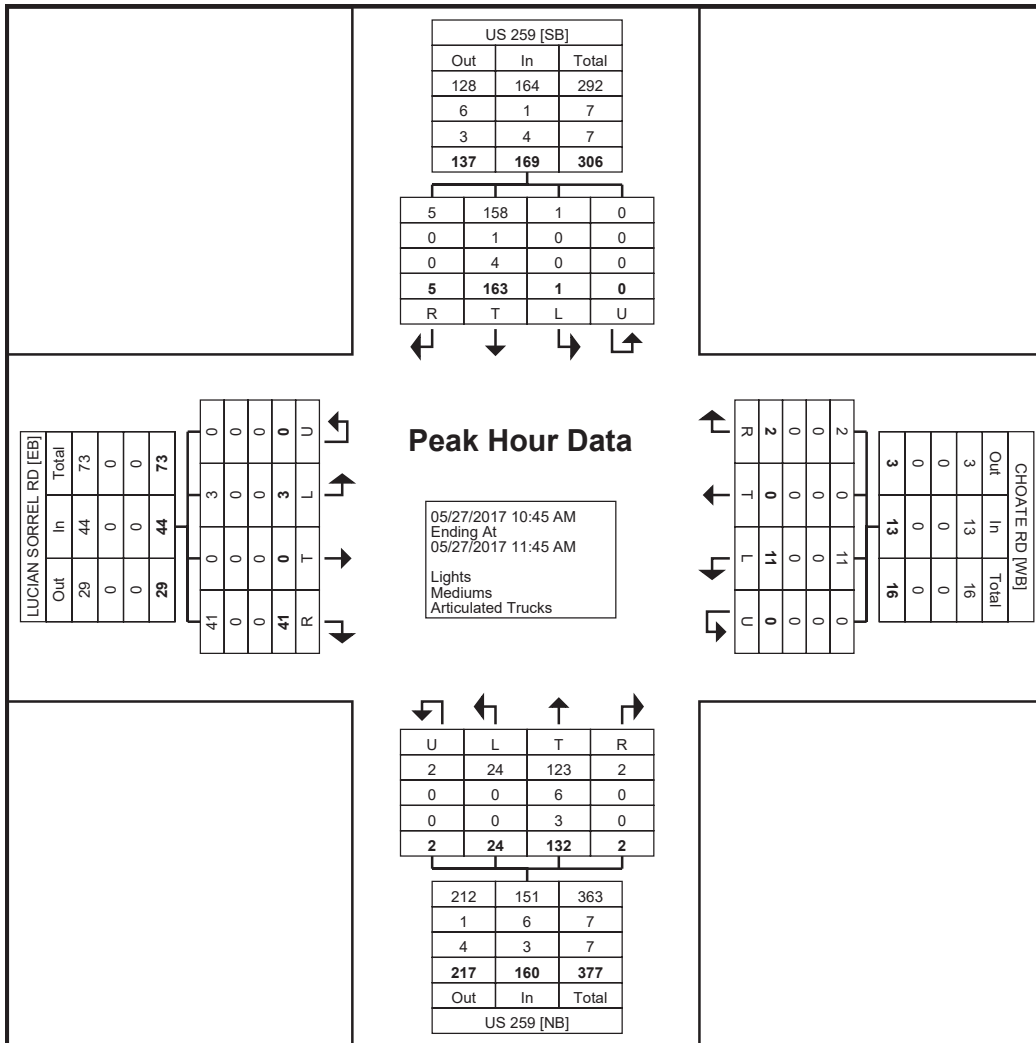 US 259 [SB]
Out In Total
128 164 292
6 1 7
3 4 7
137 169 306
5 158 1 0
0 1 0 0
0 4 0 0
5 163 1 0
R T L U
LUCIAN SORREL RD [EB]
Total In Out
73 44 29
0 0 0
0 0 0
73 44 29
0 3 0 41
0 0 0 0
0 0 0 0
0 3 0 41
U L T R
Peak Hour Data
05/27/2017 10:45 AM
Ending At
05/27/2017 11:45 AM
Lights
Mediums
Articulated Trucks
R T L U
2 0 11 0
0 0 0 0
0 0 0 0
2 0 11 0
CHOATE RD [WB]
Out In Total
3 13 16
0 0 0
0 0 0
3 13 16
U L T R
2 24 123 2
0 0 6 0
0 0 3 0
2 24 132 2
212 151 363
1 6 7
4 3 7
217 160 377
Out In Total
US 259 [NB]